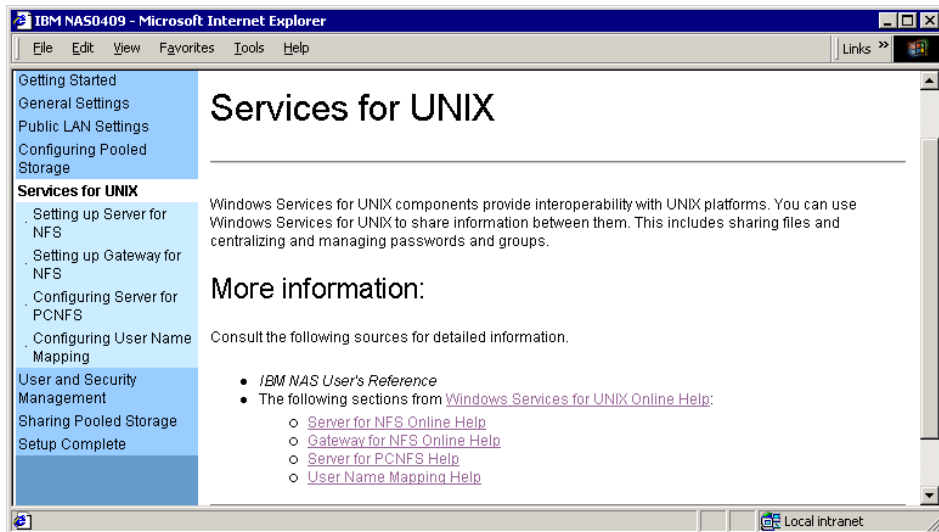 IBM NAS0409 - Microsoft Internet Explorer
File Edit View Favorites Tools Help
Links »
Getting Started
General Settings
Public LAN Settings
Configuring Pooled
Storage
Services for UNIX
Setting up Server for
NFS
Setting up Gateway for
NFS
Configuring Server for
PCNFS
Configuring User Name
Mapping
User and Security
Management
Sharing Pooled Storage
Setup Complete
Services for UNIX
Windows Services for UNIX components provide interoperability with UNIX platforms. You can use
Windows Services for UNIX to share information between them. This includes sharing files and
centralizing and managing passwords and groups.
More information:
Consult the following sources for detailed information.
● IBM NAS User's Reference
● The following sections from Windows Services for UNIX Online Help:
○ Server for NFS Online Help
○ Gateway for NFS Online Help
○ Server for PCNFS Help
○ User Name Mapping Help
Local intranet